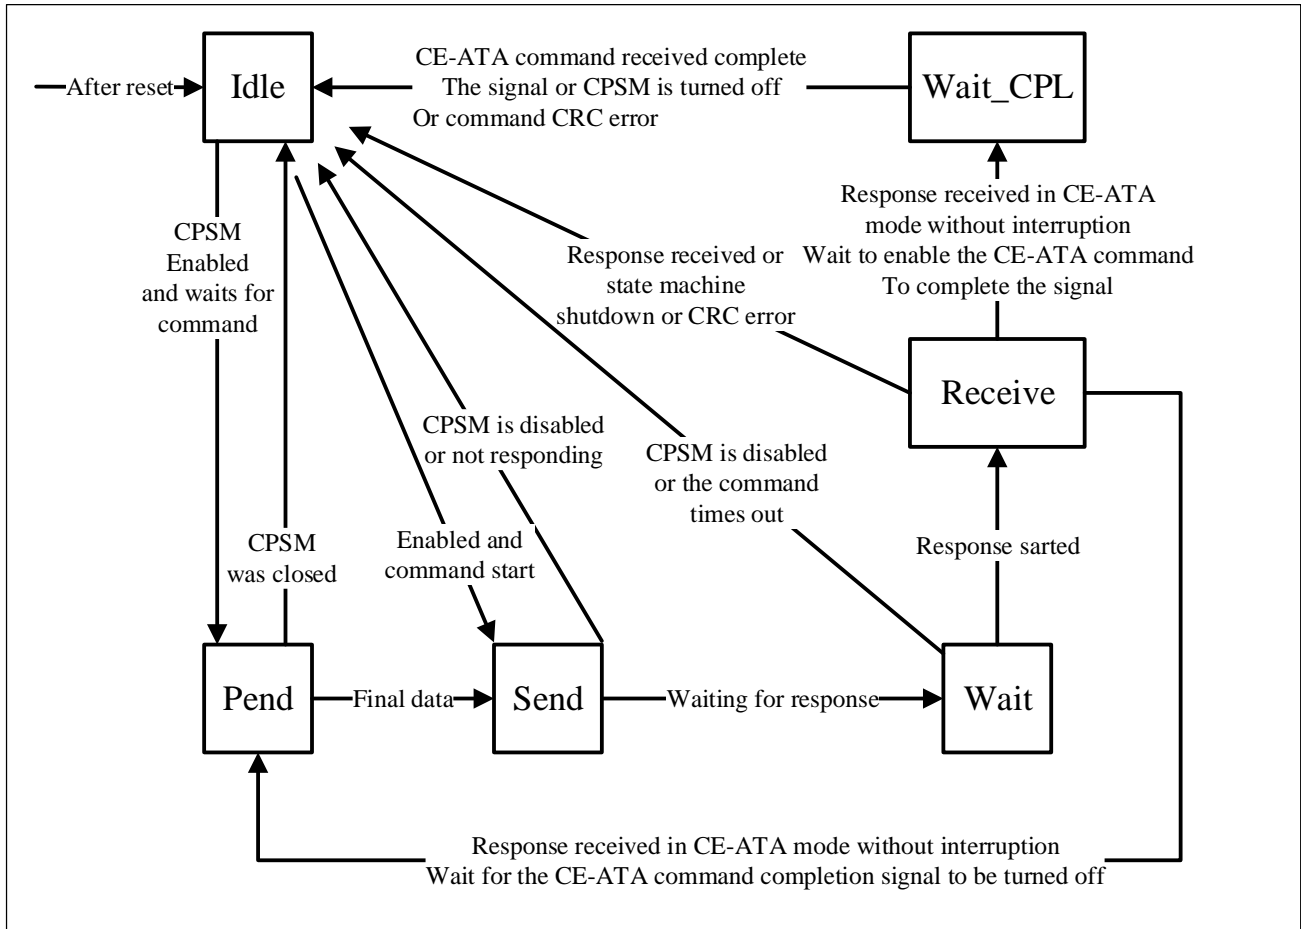 After reset
Idle
CE-ATA command received complete
The signal or CPSM is turned off
Or command CRC error
Wait_CPL
CPSM
Enabled
and waits for
command
Response received or
state machine
shutdown or CRC error
Response received in CE-ATA
mode without interruption
Wait to enable the CE-ATA command
To complete the signal
Receive
CPSM is disabled
or not responding
CPSM is disabled
or the command
times out
CPSM
was closed
Enabled and
command start
Response sarted
Pend
Final data
Send
Waiting for response
Wait
Response received in CE-ATA mode without interruption
Wait for the CE-ATA command completion signal to be turned off